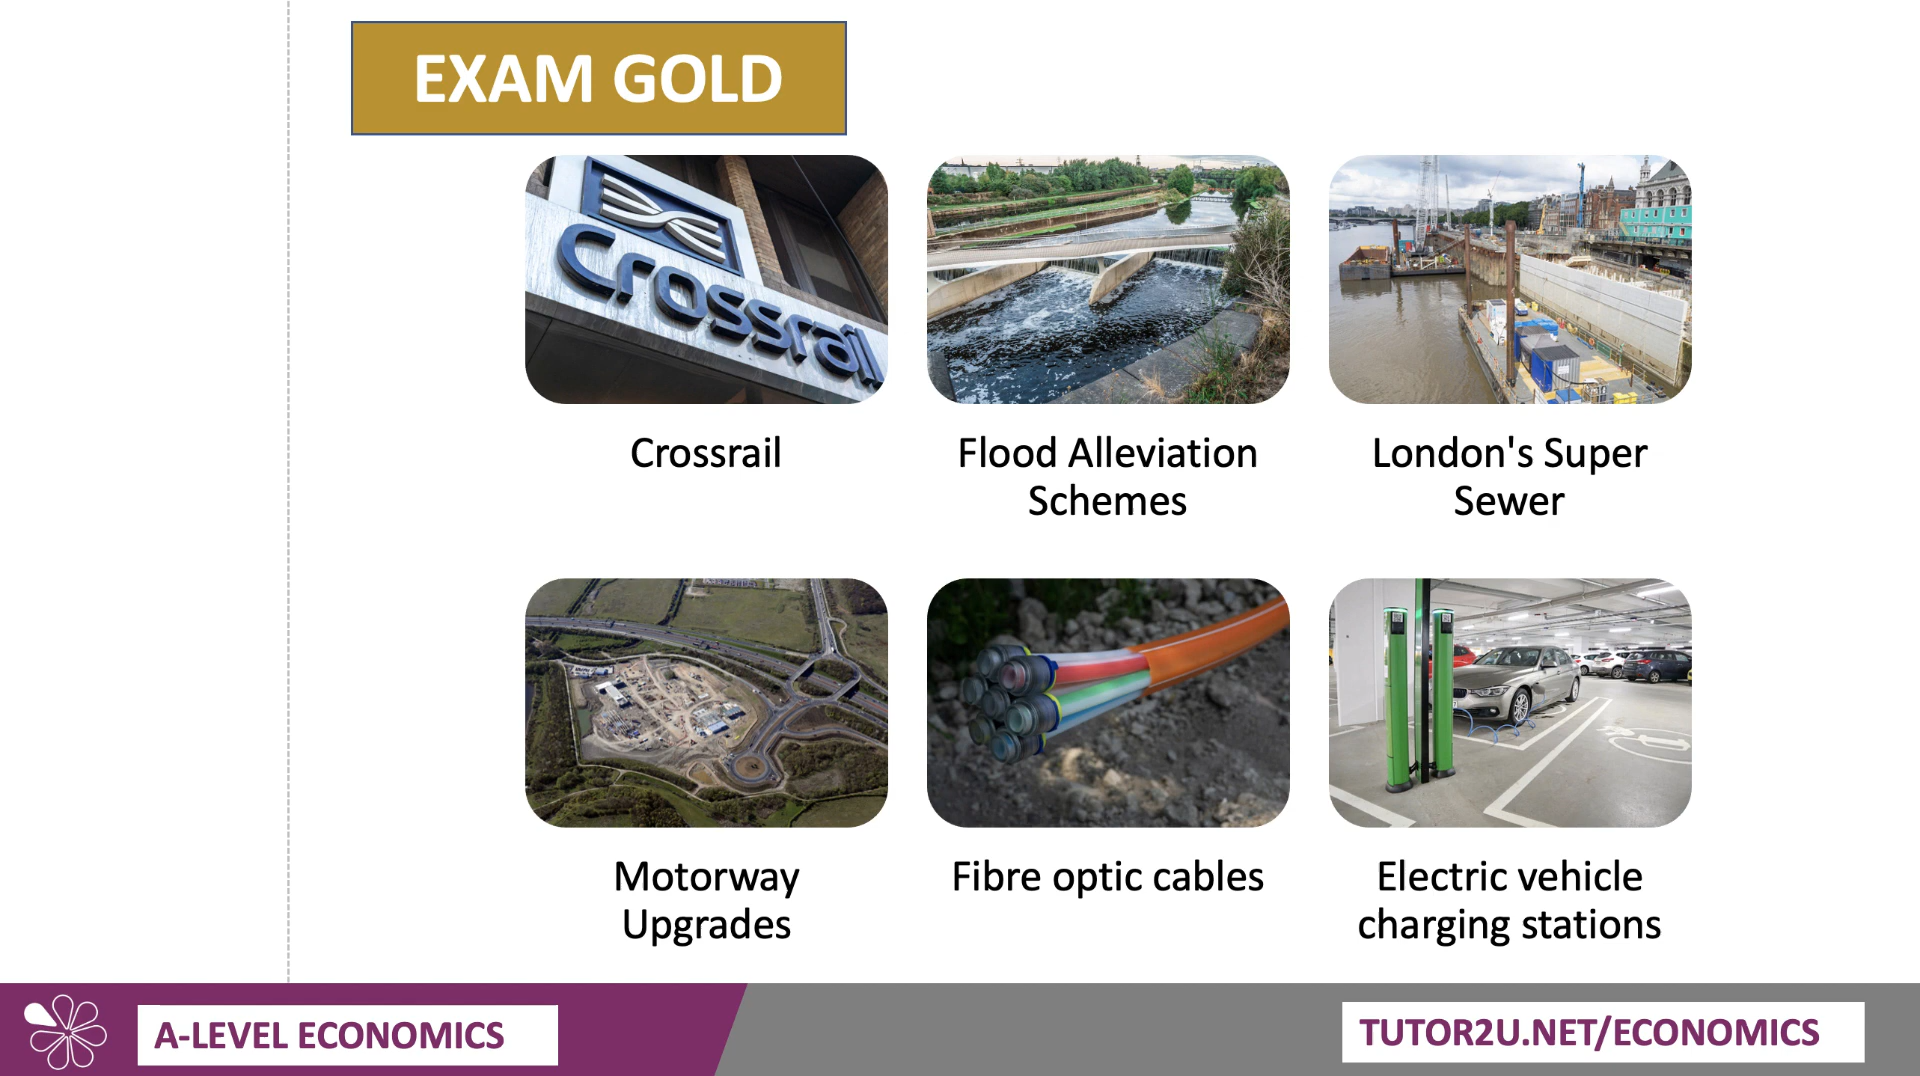 EXAM GOLD
Crossrail
Crossrail
Flood Alleviation
Schemes
London's Super
Sewer
Motorway
Upgrades
Fibre optic cables
Electric vehicle
charging stations
A-LEVEL ECONOMICS
TUTOR2U.NET/ECONOMICS